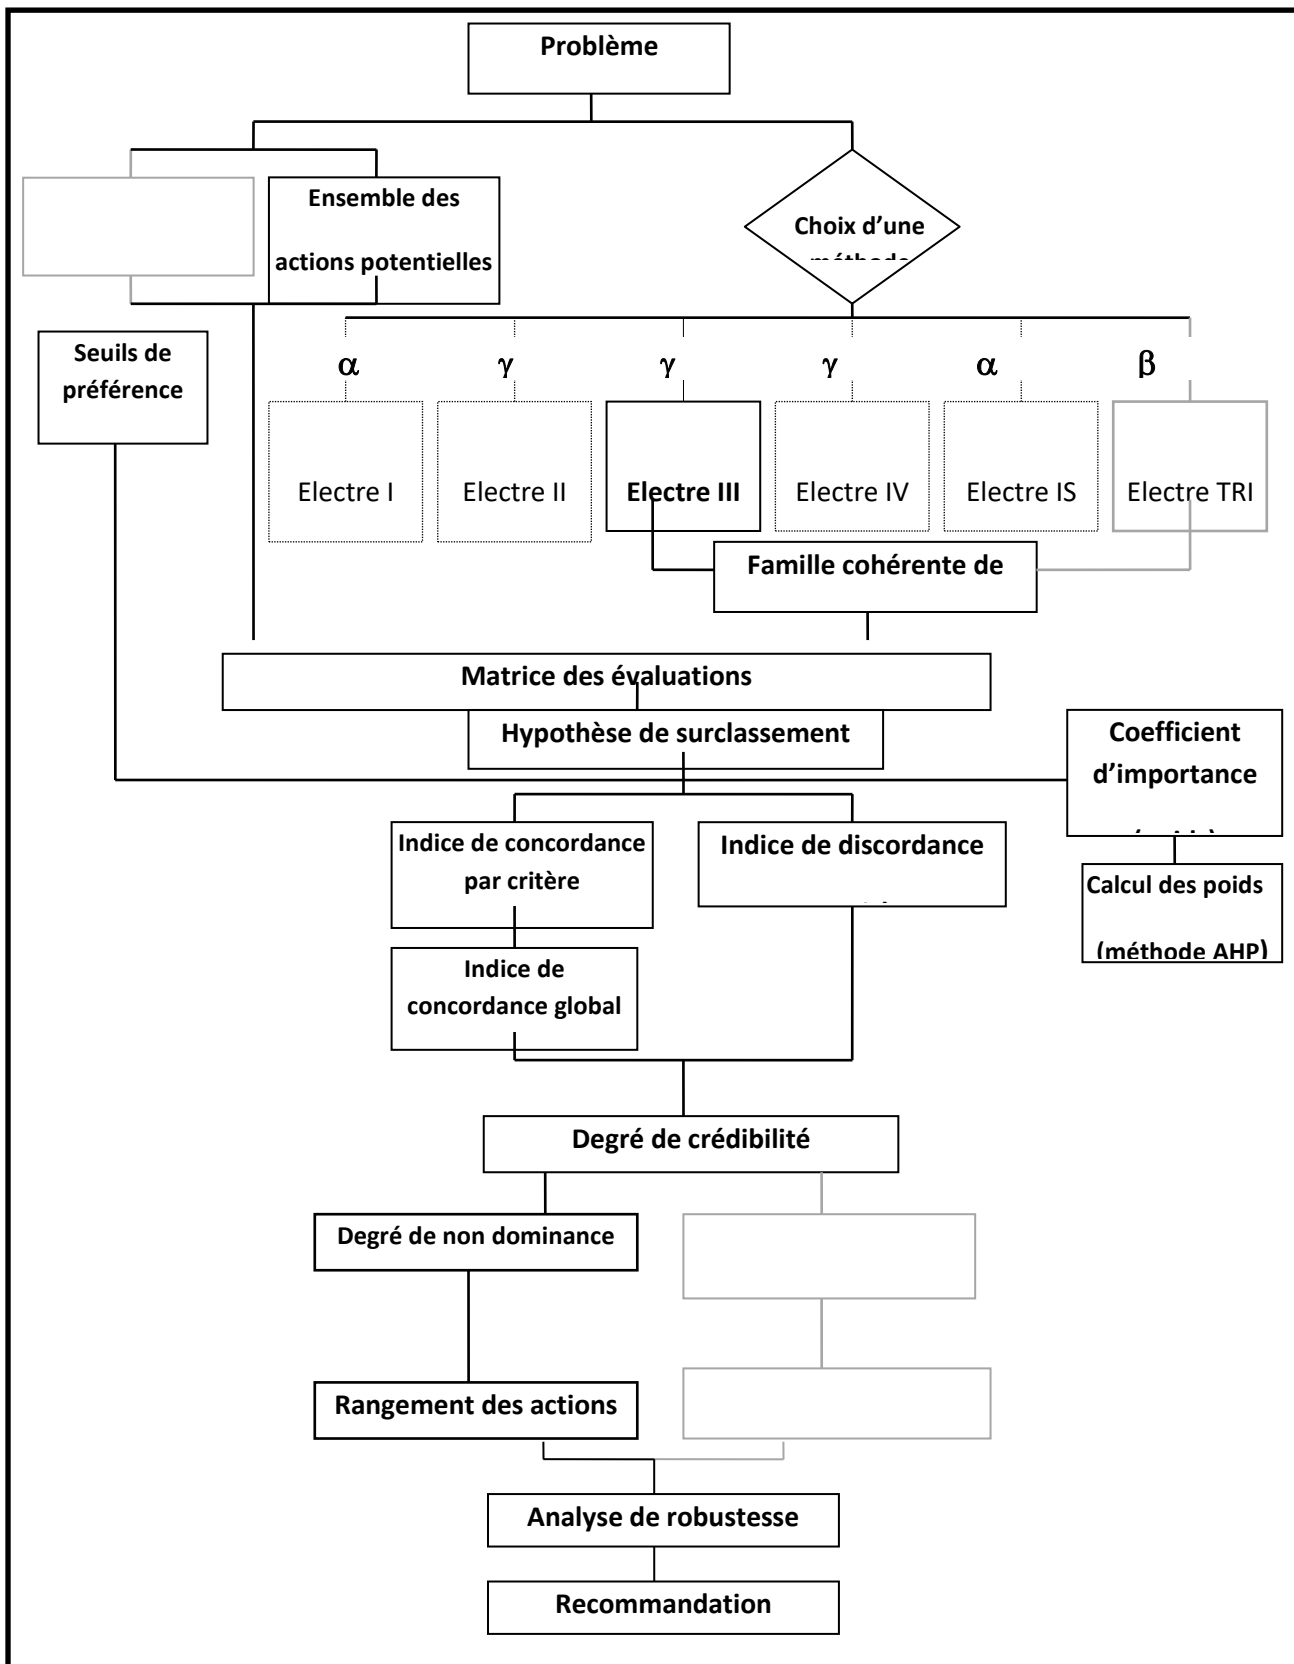 Problème
Ensemble des
actions potentielles
Choix d’une
méthode
Seuils de
préférence
α
γ
γ
γ
α
β
Electre I
Electre II
Electre III
Electre IV
Electre IS
Electre TRI
Famille cohérente de
Matrice des évaluations
Hypothèse de surclassement
Coefficient
d’importance
Indice de concordance
par critère
Indice de discordance
Calcul des poids
(méthode AHP)
Indice de
concordance global
Degré de crédibilité
Degré de non dominance
Rangement des actions
Analyse de robustesse
Recommandation